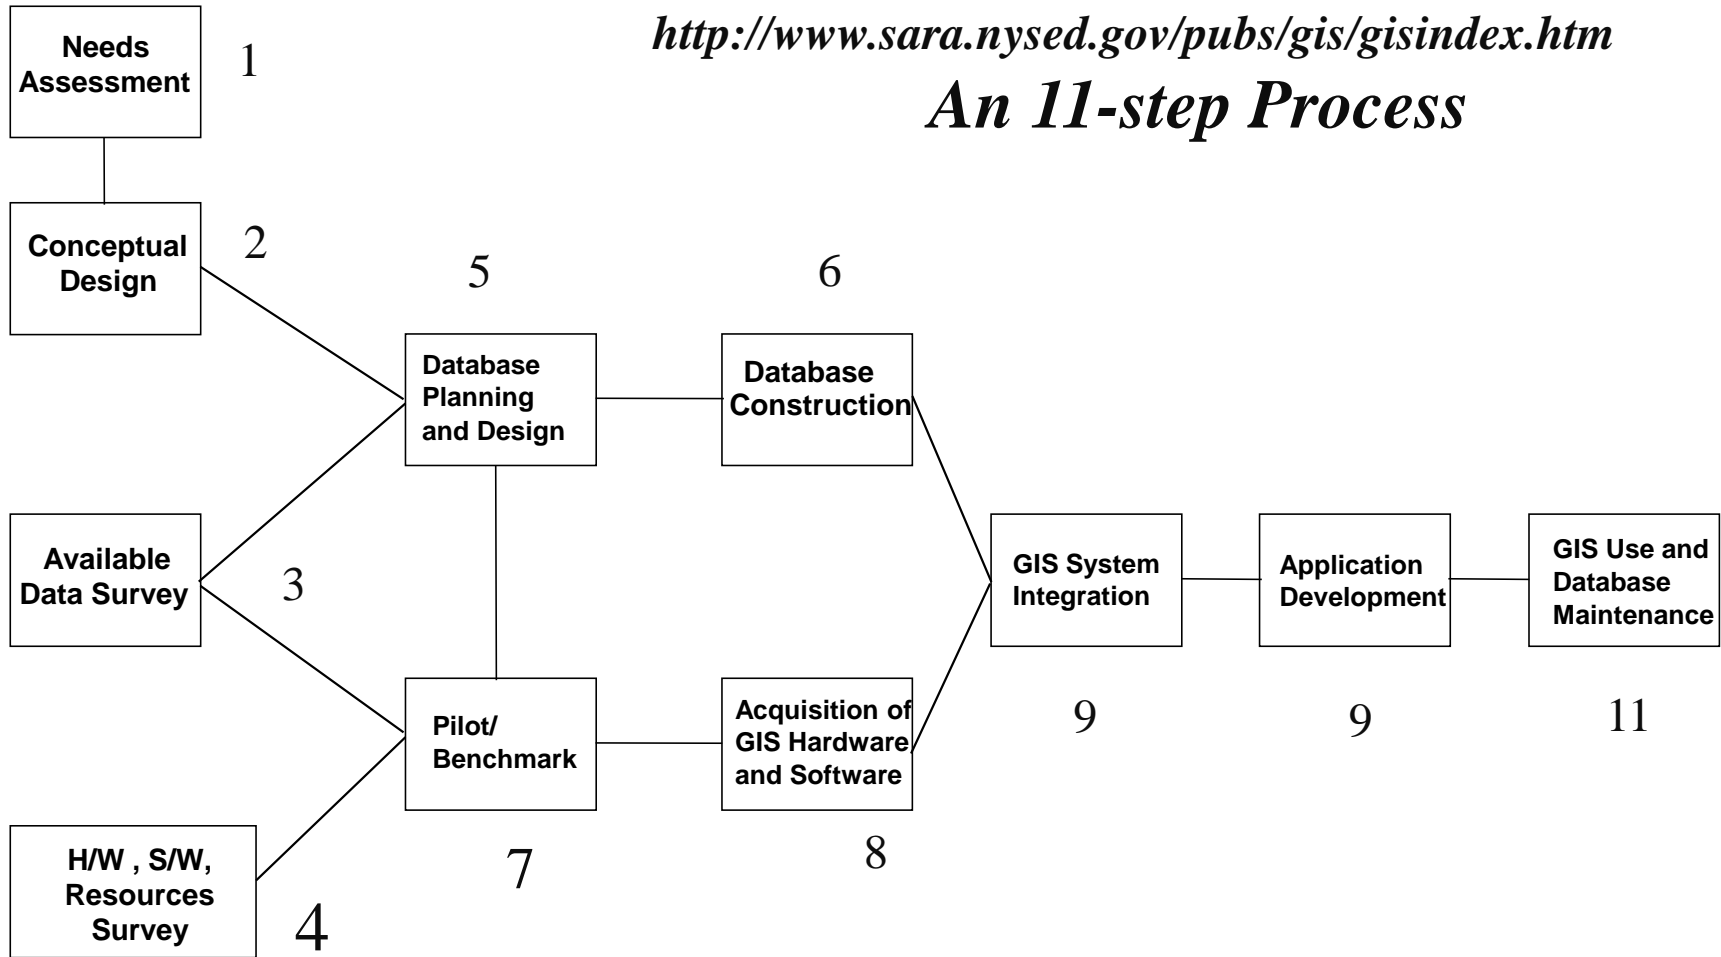 http://www.sara.nysed.gov/pubs/gis/gisindex.htm
An 11-step Process
Needs
Assessment
1
Conceptual
Design
2
Available
Data Survey
3
H/W , S/W,
Resources
Survey
4
Database
Planning
and Design
5
Database
Construction
6
Pilot/
Benchmark
7
Acquisition of
GIS Hardware
and Software
8
GIS System
Integration
9
Application
Development
9
GIS Use and
Database
Maintenance
11